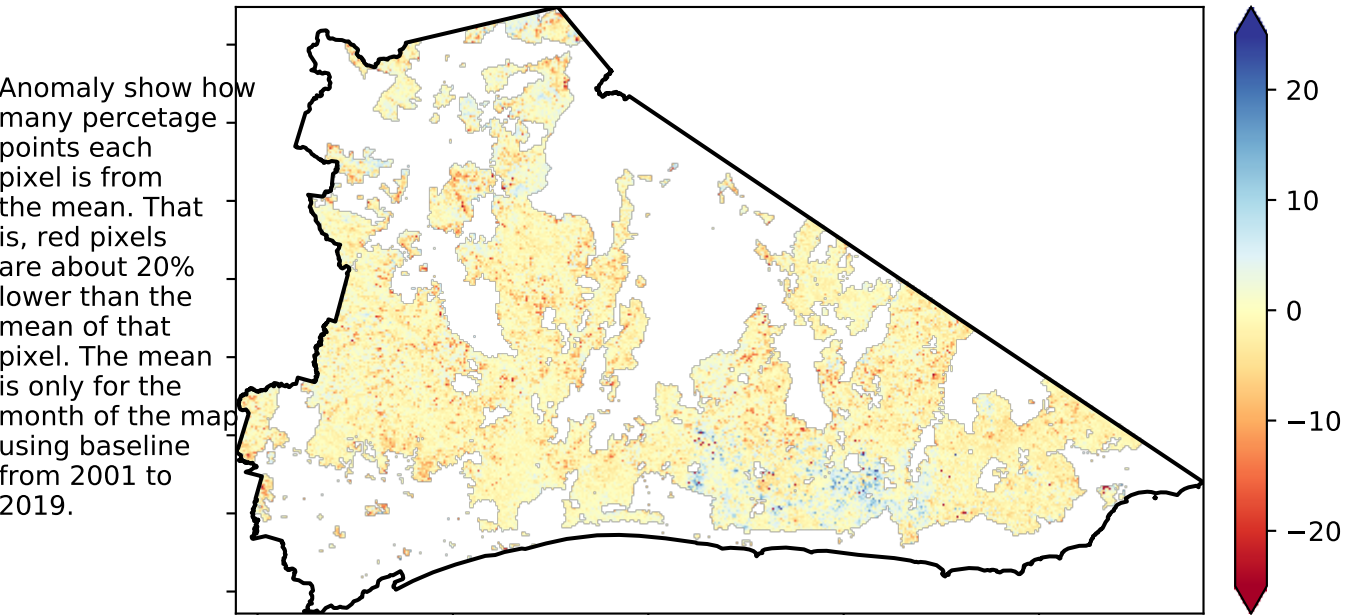 Anomaly show how
many percetage
points each
pixel is from
the mean. That
is, red pixels
are about 20%
lower than the
mean of that
pixel. The mean
is only for the
month of the map
using baseline
from 2001 to
2019.
20
10
0
−10
−20